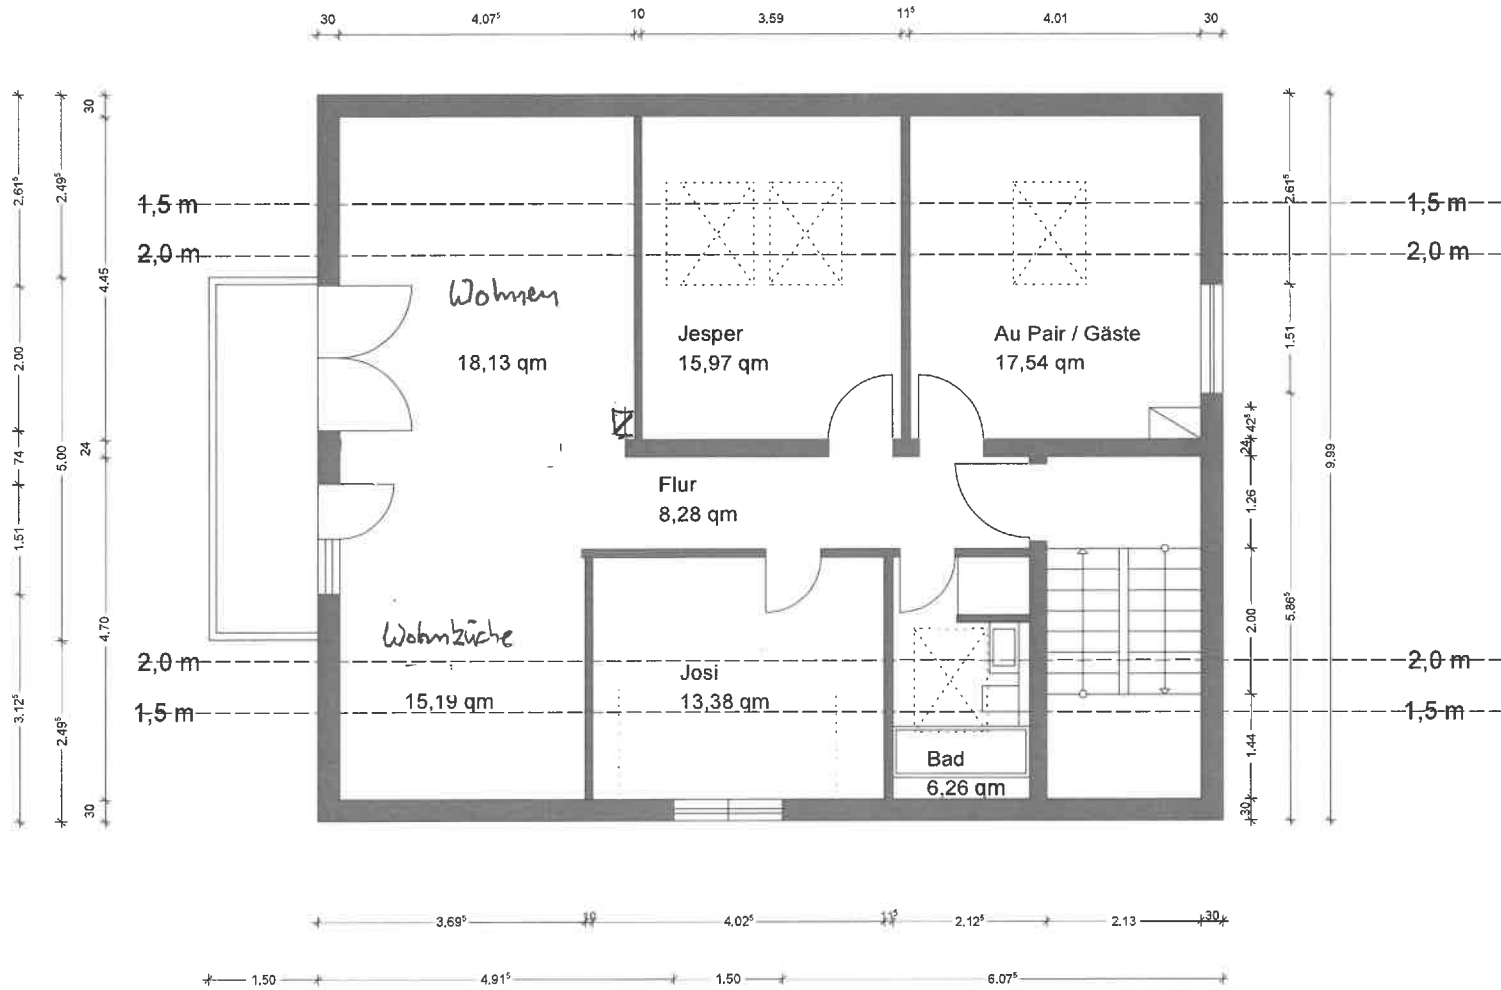 30 4.07⁵ 10 3.59 11⁵ 4.01 30
30
2.61⁵
2.49⁵
4.45
2.61⁵
1,5 m
1,5 m
2,0 m
2,0 m
Wohnen
18,13 qm
Jesper
15,97 qm
Au Pair / Gäste
17,54 qm
1.51
2.00
24
74
5.00
42⁵
24
9.99
Flur
8,28 qm
1.26
1.51
4.70
2.00
5.86⁵
Wohnküche
15,19 qm
Josi
13,38 qm
2,0 m
2,0 m
1,5 m
1,5 m
3.12⁵
2.49⁵
1.44
Bad
6,26 qm
30
30
3.69⁵ 10 4.02⁵ 11⁵ 2.12⁵ 2.13 30
1.50 4.91⁵ 1.50 6.07⁵